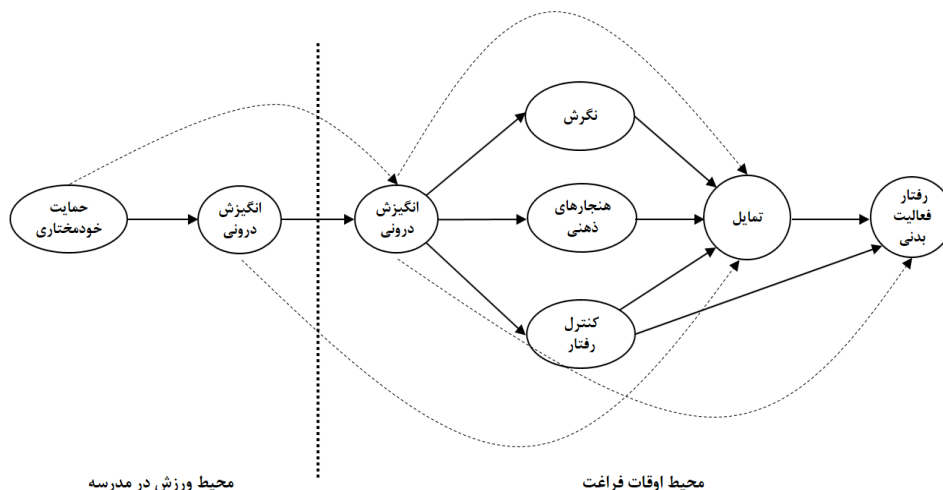 نگرش
حمایت
خودمختاری
انگیزش
درونی
انگیزش
درونی
هنجارهای
ذهنی
تمایل
رفتار
فعالیت
بدنی
کنترل
رفتار
محیط ورزش در مدرسه
محیط اوقات فراغت